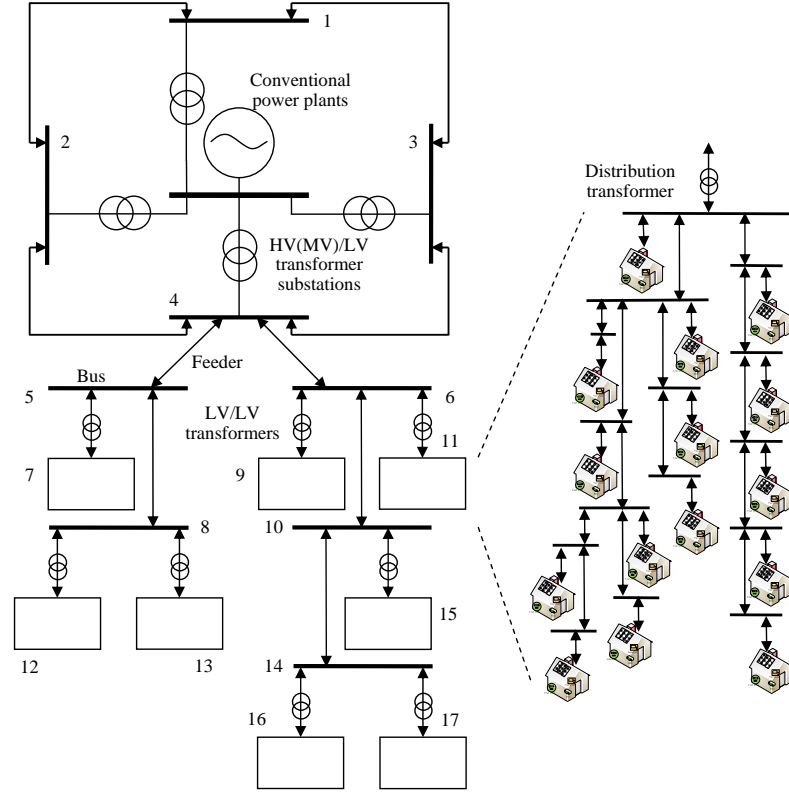 1
Conventional
power plants
2
3
Distribution
transformer
HV(MV)/LV
transformer
substations
4
Feeder
Bus
5
6
LV/LV
transformers
11
7
9
8
10
15
12
13
14
16
17